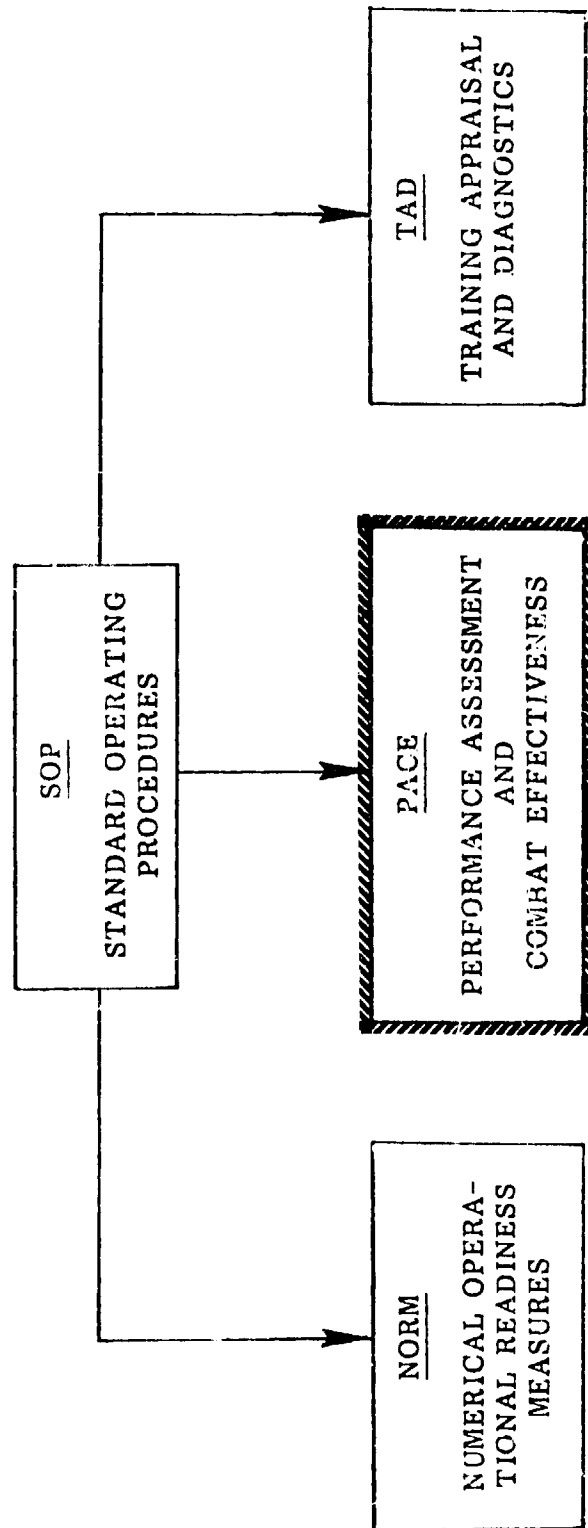 SOP
STANDARD OPERATING
PROCEDURES
NORM
NUMERICAL OPERA-
TIONAL READINESS
MEASURES
PACE
PERFORMANCE ASSESSMENT
AND
COMBAT EFFECTIVENESS
TAD
TRAINING APPRAISAL
AND DIAGNOSTICS